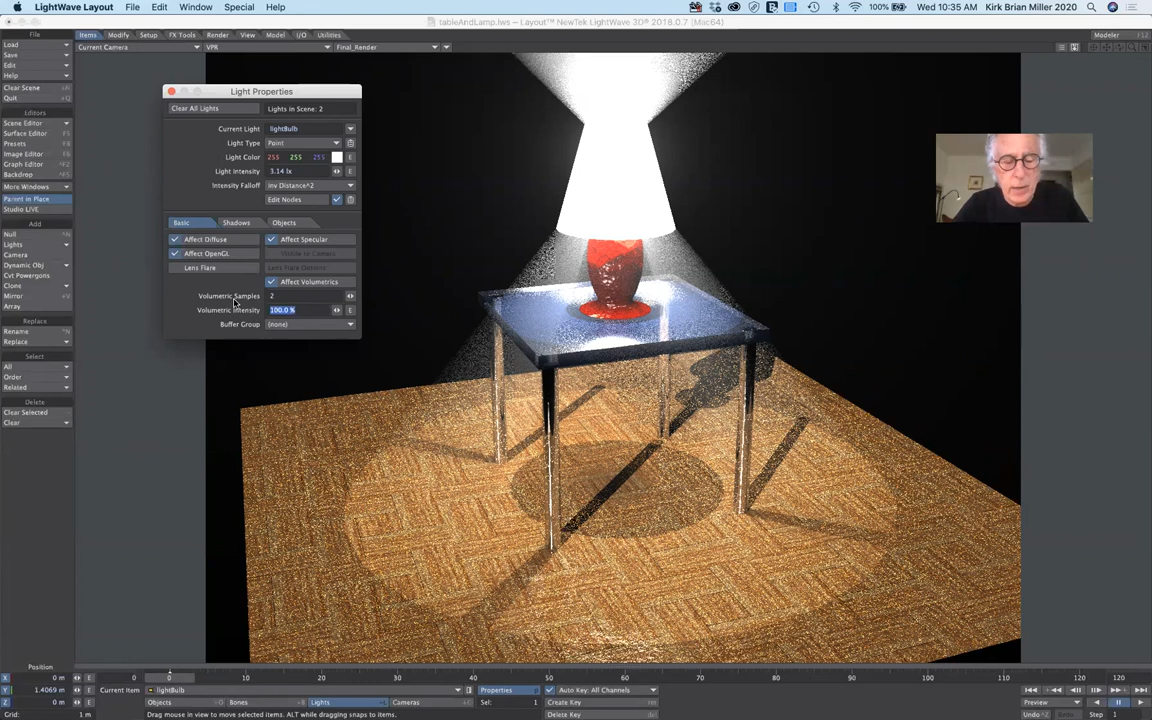 LightWave Layout File Edit Window Special Help 100% Wed 10:35 AM Kirk Brian Miller 2020
tableAndLamp.lws - Layout™ NewTek LightWave 3D® 2018.0.7 (Mac64)
File Items Modify Setup FX Tools Render View Model I/O Utilities Modeler F12
Load Current Camera VPR Final_Render
Save
Edit
Help
Clear Scene
Quit
Editors
Scene Editor
Surface Editor
Presets
Image Editor
Graph Editor
Backdrop
More Windows
Parent in Place
Studio LIVE
Add
Null
Lights
Camera
Dynamic Obj
Cvt Powergons
Clone
Mirror
Array
Replace
Rename
Replace
Select
All
Order
Related
Delete
Clear Selected
Clear
Light Properties
Clear All Lights Lights in Scene: 2
Current Light lightBulb
Light Type Point
Light Color 255 255 255 E
Light Intensity 3.14 lx E
Intensity Falloff Inv Distance^2
Edit Nodes
Basic Shadows Objects
Affect Diffuse Affect Specular
Affect OpenGL Visible to Camera
Lens Flare Lens Flare Options
Affect Volumetrics
Volumetric Samples 2
Volumetric Intensity 100.0 % E
Buffer Group (none)
Position 0 0 10 20 30 40 50 60 70 80 90 100 110 120 120
X 0 m E
Y 1.4069 m E Current Item lightBulb Properties Auto Key: All Channels
Z 0 m E Objects Bones Lights Cameras Sel: 1 Create Key Preview
Grid: 1 m Drag mouse in view to move selected items. ALT while dragging snaps to items. Delete Key Undo Step 1